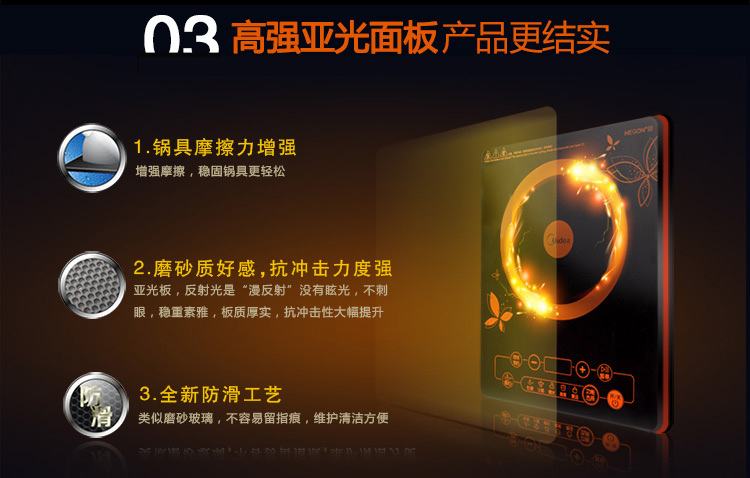 03 高强亚光面板 产品更结实
1.锅具摩擦力增强
增强摩擦，稳固锅具更轻松
2.磨砂质好感,抗冲击力度强
亚光板，反射光是“漫反射”没有眩光，不刺
眼，稳重素雅，板质厚实，抗冲击性大幅提升
防
滑
3.全新防滑工艺
类似磨砂玻璃，不容易留指痕，维护清洁方便
Midea